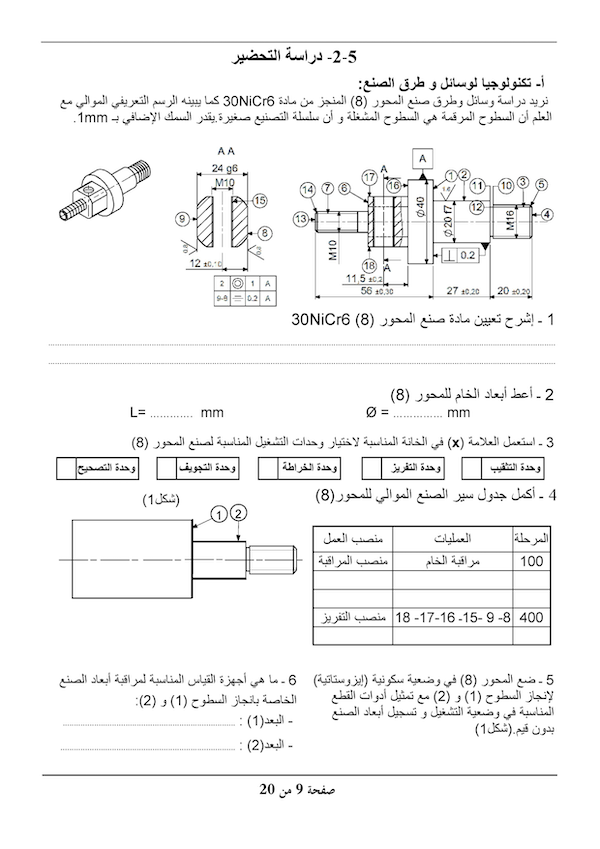 5-2- دراسة التحضير
أ- تكنولوجيا لوسائل و طرق الصنع:
نريد دراسة وسائل وطرق صنع المحور (8) المنجز من مادة 30NiCr6 كما يبينه الرسم التعريفي الموالي مع
العلم أن السطوح المرقمة هي السطوح المشغلة و أن سلسلة التصنيع صغيرة.يقدر السمك الإضافي بـ 1mm.
A A
24 g6
M10
9
15
8
12 ±0,10
0,8
0,8
2 ◎ 1 A
9-8 ⌯ 0.2 A
A
17
A
16
1
2
11
3
14
7
6
10
5
12
13
4
M10
Ø 40
1,6
Ø 20 f7
M16
18
A
⊥ 0.2
11,5 ±0.2
56 ±0,30
27 ±0,20
20 ±0,20
1 ـ إشرح تعيين مادة صنع المحور (8) 30NiCr6
2 ـ أعط أبعاد الخام للمحور (8)
Ø = .............. mm
L= ............. mm
3 ـ استعمل العلامة (x) في الخانة المناسبة لاختيار وحدات التشغيل المناسبة لصنع المحور (8)
وحدة التثقيب
وحدة التفريز
وحدة الخراطة
وحدة التجويف
وحدة التصحيح
4 ـ أكمل جدول سير الصنع الموالي للمحور(8)
(شكل1)
1
2
المرحلة العمليات منصب العمل
100 مراقبة الخام منصب المراقبة
400 8- 9 -15 -16-17- 18 منصب التفريز
5 ـ ضع المحور (8) في وضعية سكونية (إيزوستاتية)
لإنجاز السطوح (1) و (2) مع تمثيل أدوات القطع
المناسبة في وضعية التشغيل و تسجيل أبعاد الصنع
بدون قيم.(شكل1)
6 ـ ما هي أجهزة القياس المناسبة لمراقبة أبعاد الصنع
الخاصة بانجاز السطوح (1) و (2):
- البعد(1) : ......................................
- البعد(2) : ......................................
صفحة 9 من 20